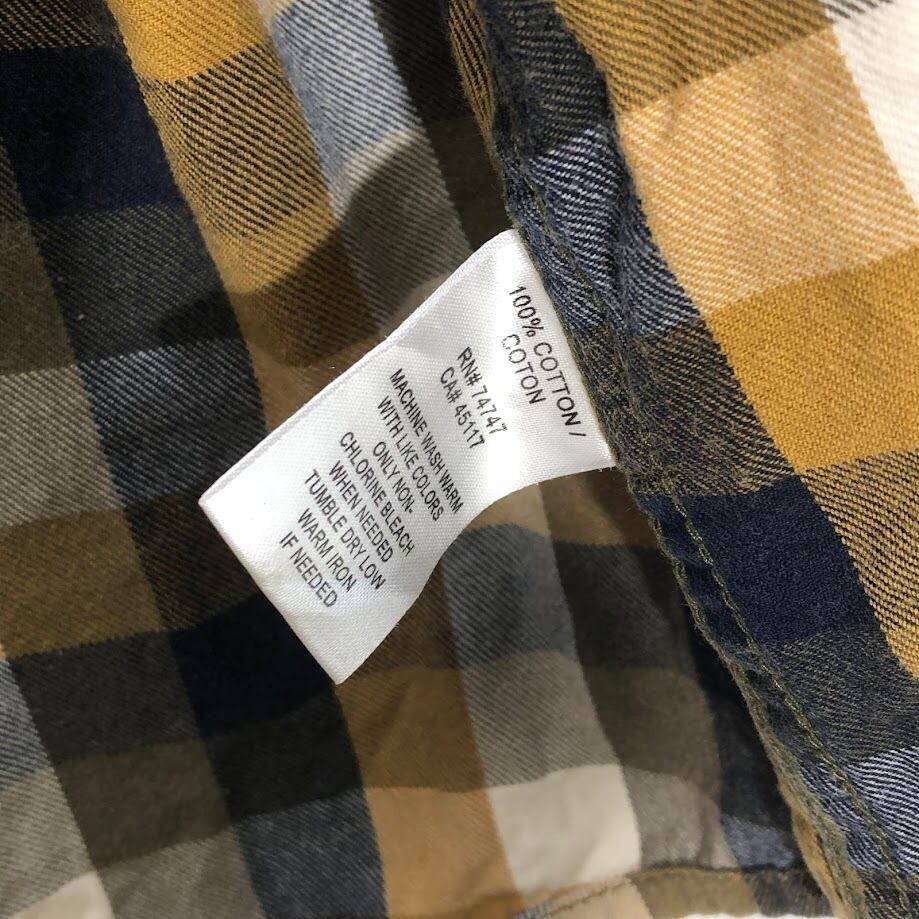 100% COTTON /
COTON
RN# 74747
CA# 45117
MACHINE WASH WARM
WITH LIKE COLORS
ONLY NON-
CHLORINE BLEACH
WHEN NEEDED
TUMBLE DRY LOW
WARM IRON
IF NEEDED